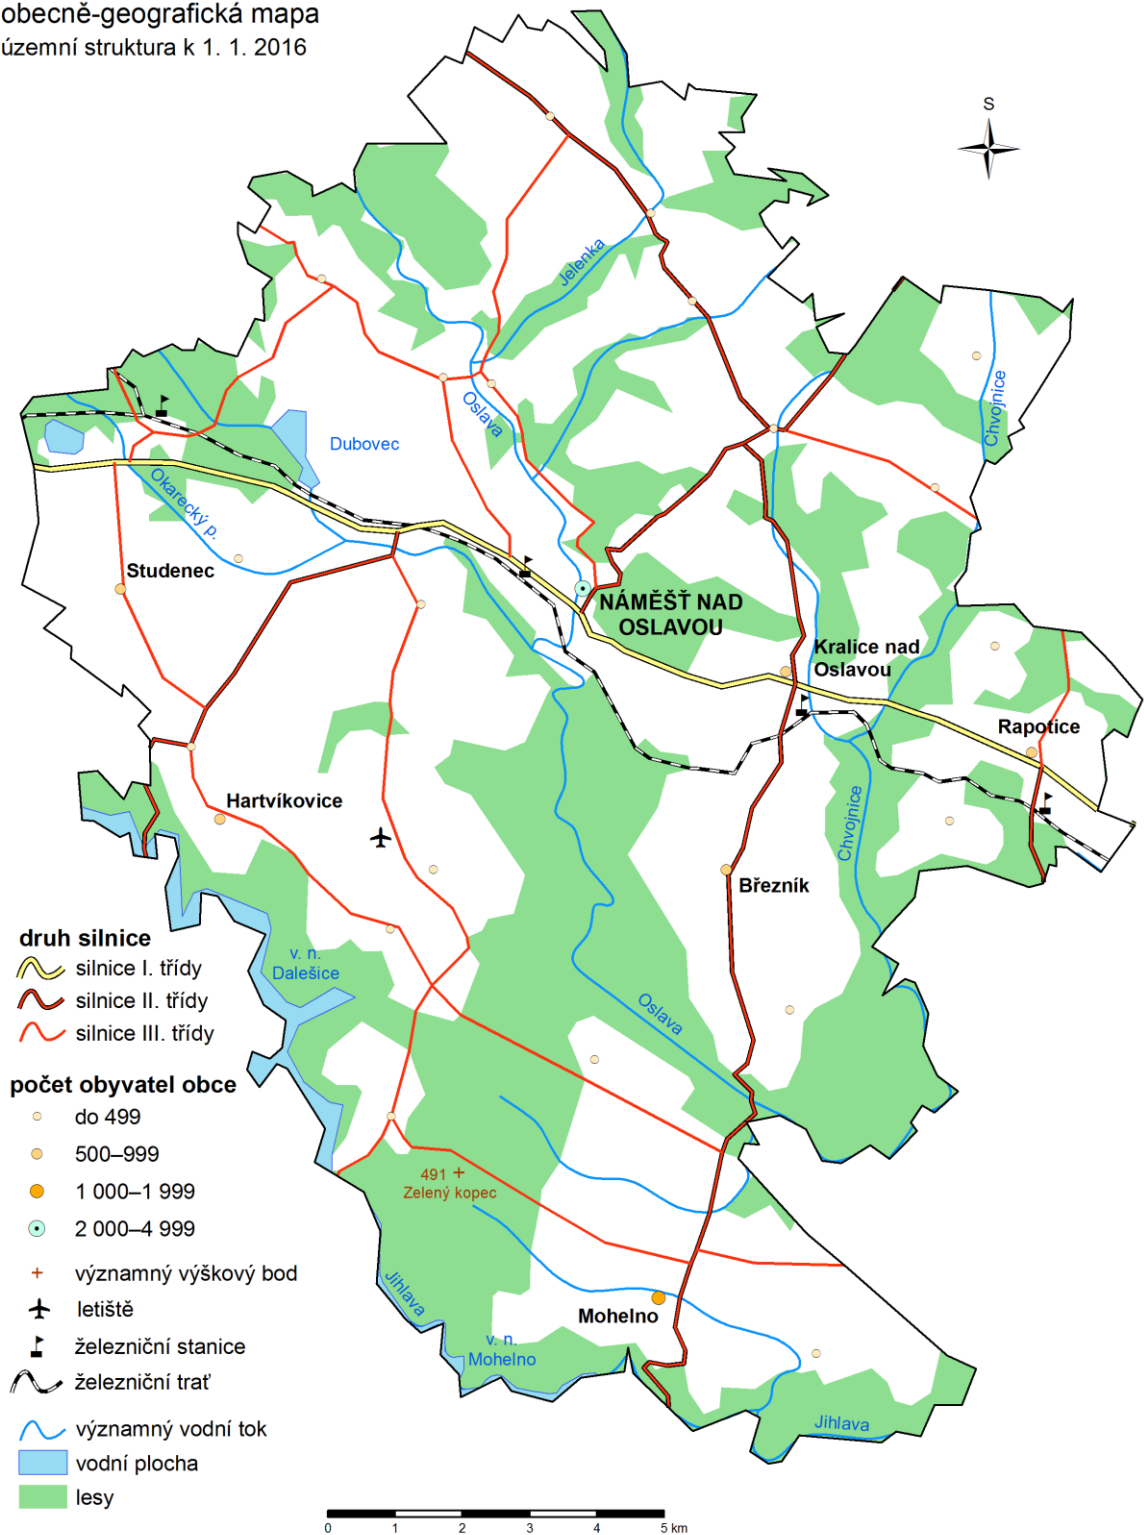 obecně-geografická mapa
územní struktura k 1. 1. 2016
S
Jelenka
Chvojnice
Oslava
Dubovec
Okarecký p.
Studenec
NÁMĚŠŤ NAD
OSLAVOU
Kralice nad
Oslavou
Rapotice
Hartvíkovice
Chvojnice
Březník
v. n.
Dalešice
Oslava
druh silnice
silnice I. třídy
silnice II. třídy
silnice III. třídy
počet obyvatel obce
do 499
500–999
1 000–1 999
2 000–4 999
významný výškový bod
letiště
železniční stanice
železniční trať
významný vodní tok
vodní plocha
lesy
491
Zelený kopec
Jihlava
Mohelno
v. n.
Mohelno
Jihlava
0 1 2 3 4 5 km